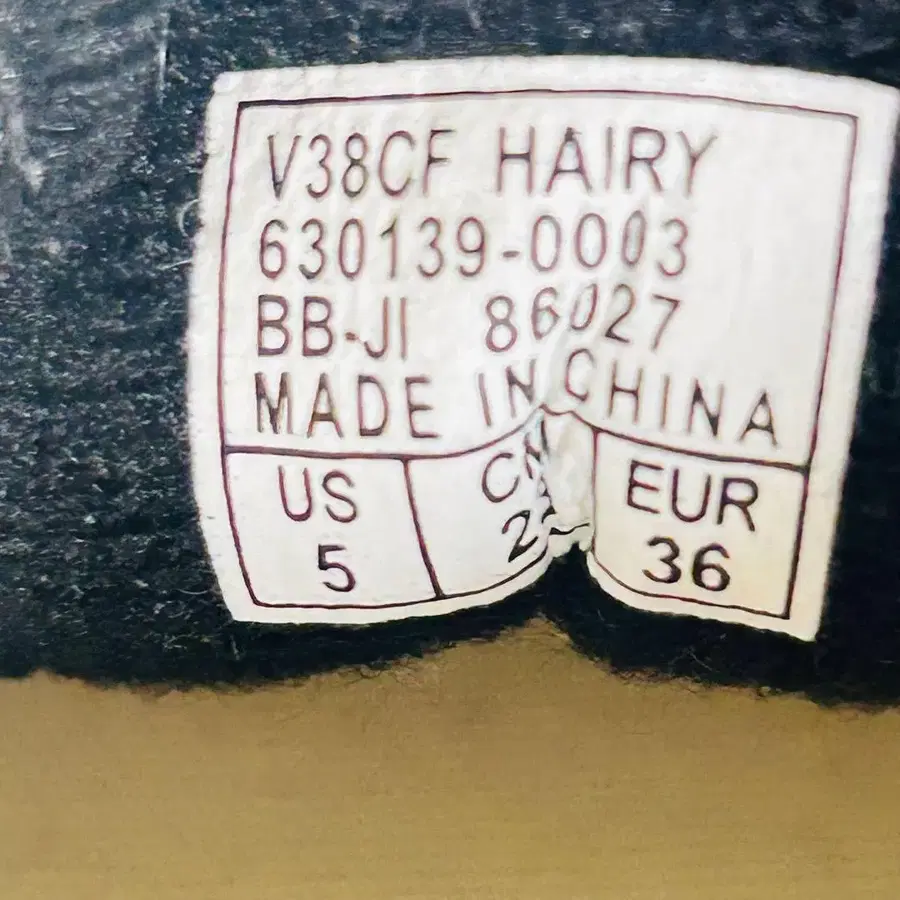 V38CF HAIRY
630139-0003
BB-JI 86027
MADE IN CHINA
US EUR
5 36